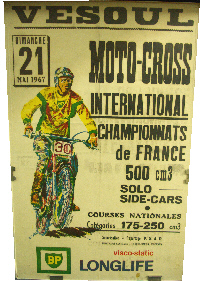 VESOUL
DIMANCHE
21
MAI 1967
MOTO-CROSS
INTERNATIONAL
CHAMPIONNATS
de FRANCE
500 cm3
SOLO
SIDE-CARS
COURSES NATIONALES
Catégories 175-250 cm3
30
BP
visco-static
LONGLIFE